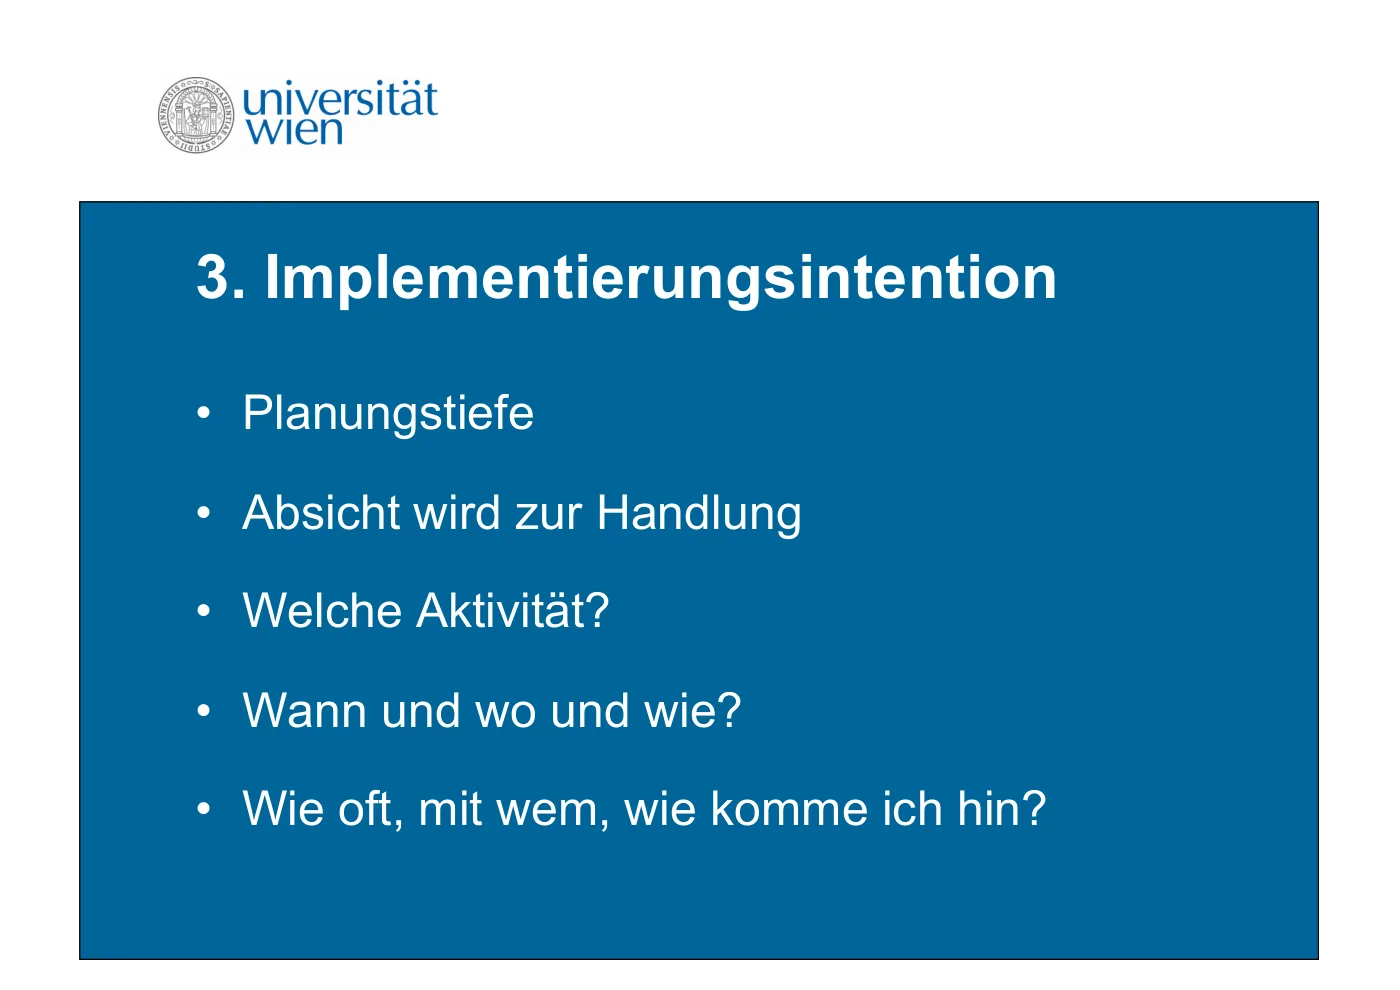 universität
wien
3. Implementierungsintention
• Planungstiefe
• Absicht wird zur Handlung
• Welche Aktivität?
• Wann und wo und wie?
• Wie oft, mit wem, wie komme ich hin?